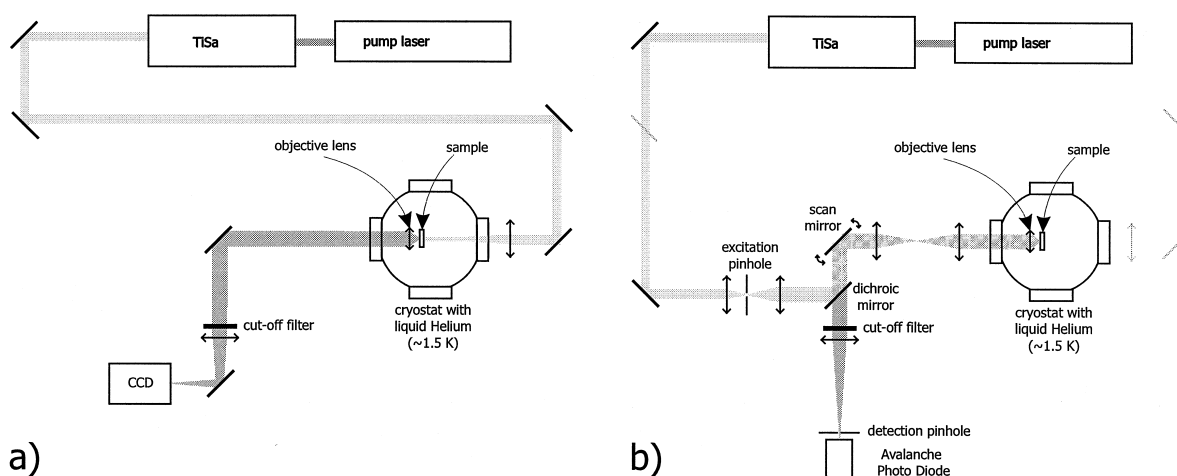 TiSa
pump laser
objective lens
sample
cryostat with
liquid Helium
(~1.5 K)
cut-off filter
CCD
a)
TiSa
pump laser
objective lens
sample
scan
mirror
excitation
pinhole
dichroic
mirror
cryostat with
liquid Helium
(~1.5 K)
cut-off filter
detection pinhole
Avalanche
Photo Diode
b)